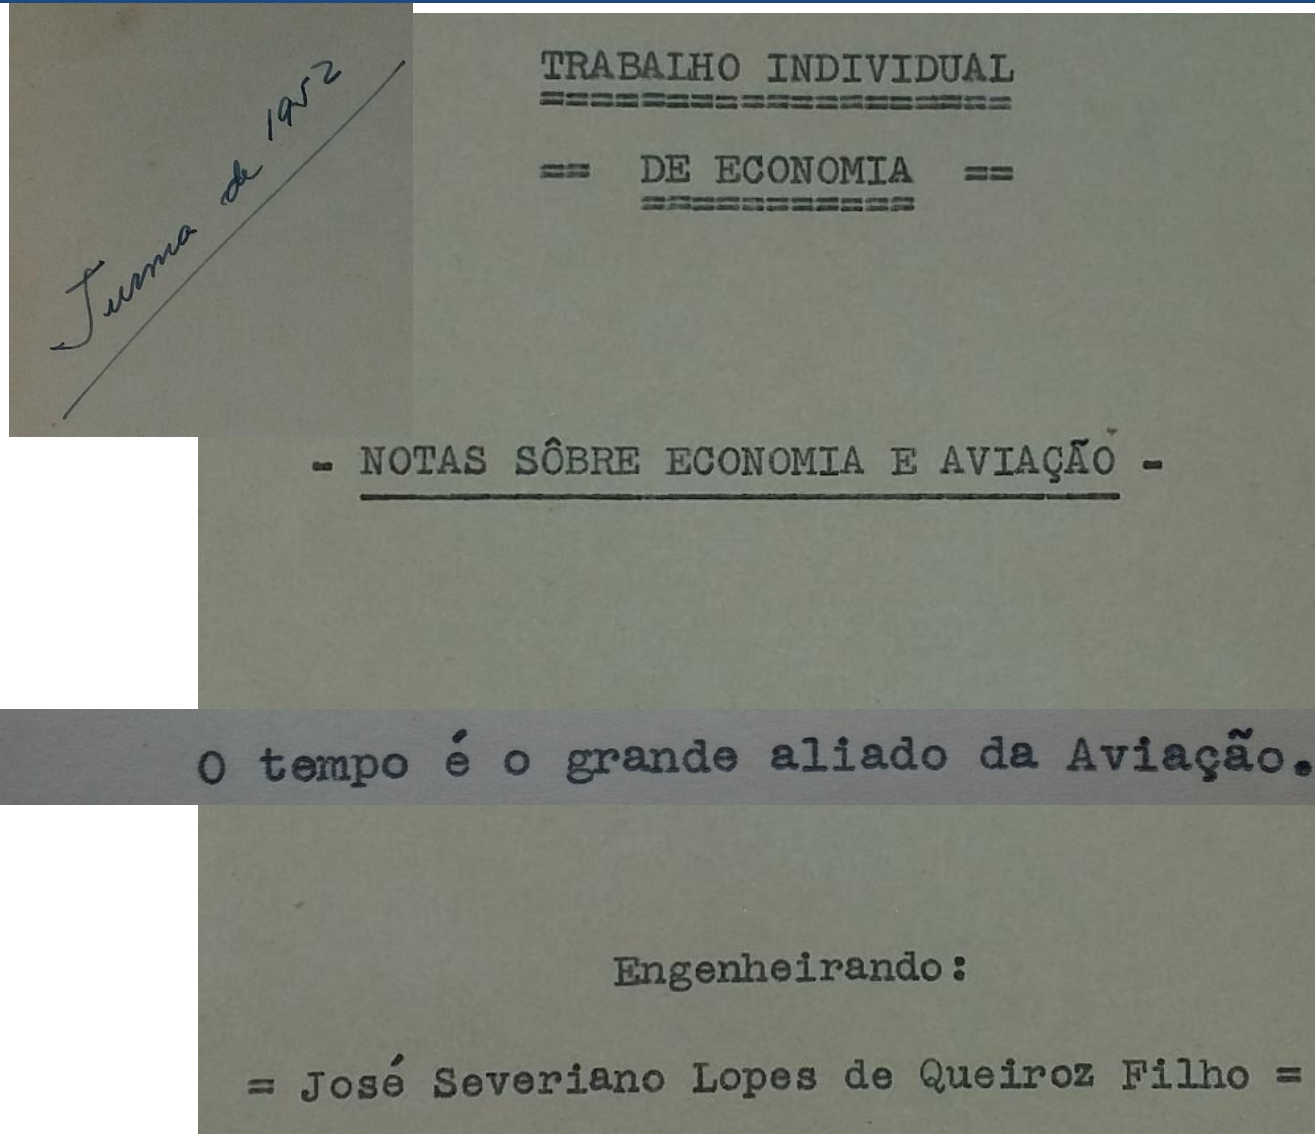 Turma de 1952
TRABALHO INDIVIDUAL
====================
== DE ECONOMIA ==
===========
- NOTAS SÔBRE ECONOMIA E AVIAÇÃO -
O tempo é o grande aliado da Aviação.
Engenheirando:
= José Severiano Lopes de Queiroz Filho =